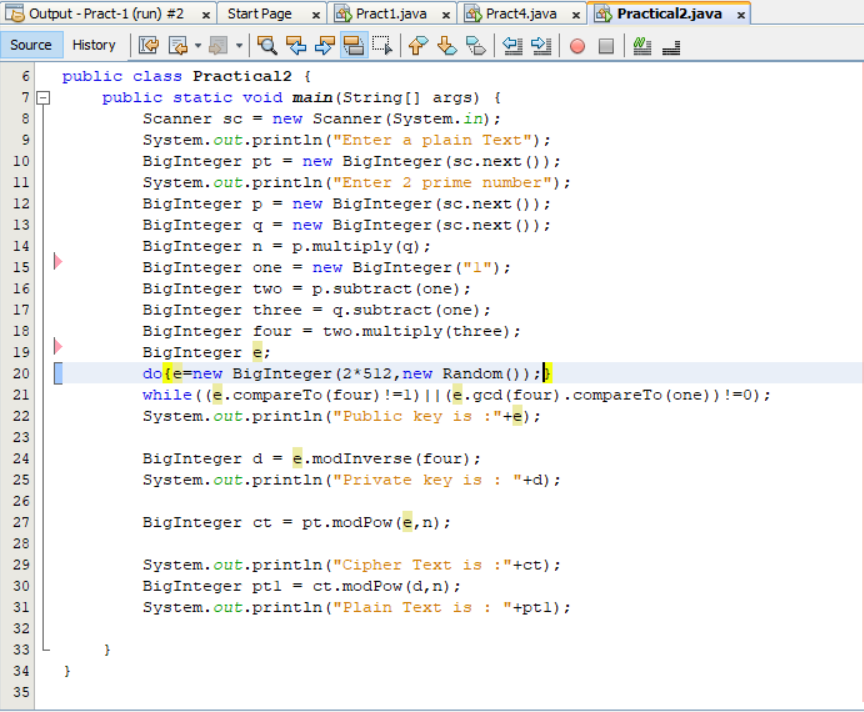 Output - Pract-1 (run) #2 x Start Page x Pract1.java x Pract4.java x Practical2.java x
Source History
6 public class Practical2 {
7 public static void main(String[] args) {
8 Scanner sc = new Scanner(System.in);
9 System.out.println("Enter a plain Text");
10 BigInteger pt = new BigInteger(sc.next());
11 System.out.println("Enter 2 prime number");
12 BigInteger p = new BigInteger(sc.next());
13 BigInteger q = new BigInteger(sc.next());
14 BigInteger n = p.multiply(q);
15 BigInteger one = new BigInteger("1");
16 BigInteger two = p.subtract(one);
17 BigInteger three = q.subtract(one);
18 BigInteger four = two.multiply(three);
19 BigInteger e;
20 do{e=new BigInteger(2*512,new Random());}
21 while((e.compareTo(four)!=1)||(e.gcd(four).compareTo(one))!=0);
22 System.out.println("Public key is :"+e);
23
24 BigInteger d = e.modInverse(four);
25 System.out.println("Private key is : "+d);
26
27 BigInteger ct = pt.modPow(e,n);
28
29 System.out.println("Cipher Text is :"+ct);
30 BigInteger pt1 = ct.modPow(d,n);
31 System.out.println("Plain Text is : "+pt1);
32
33 }
34 }
35